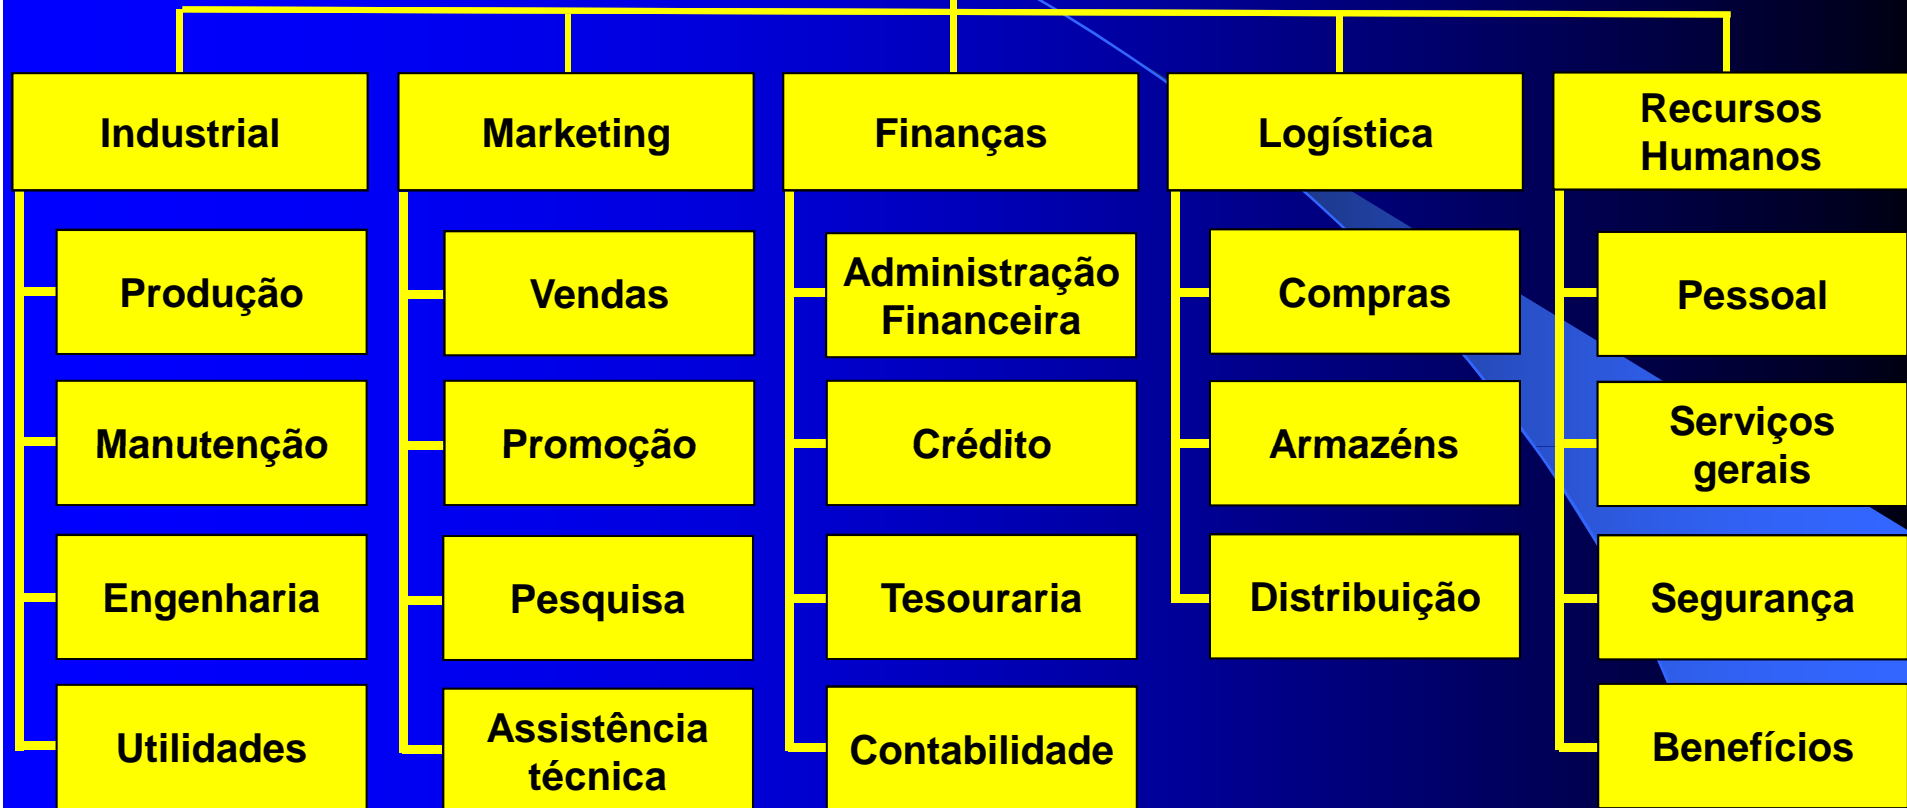 Industrial
Marketing
Finanças
Logística
Recursos
Humanos
Produção
Vendas
Administração
Financeira
Compras
Pessoal
Manutenção
Promoção
Crédito
Armazéns
Serviços
gerais
Engenharia
Pesquisa
Tesouraria
Distribuição
Segurança
Utilidades
Assistência
técnica
Contabilidade
Benefícios